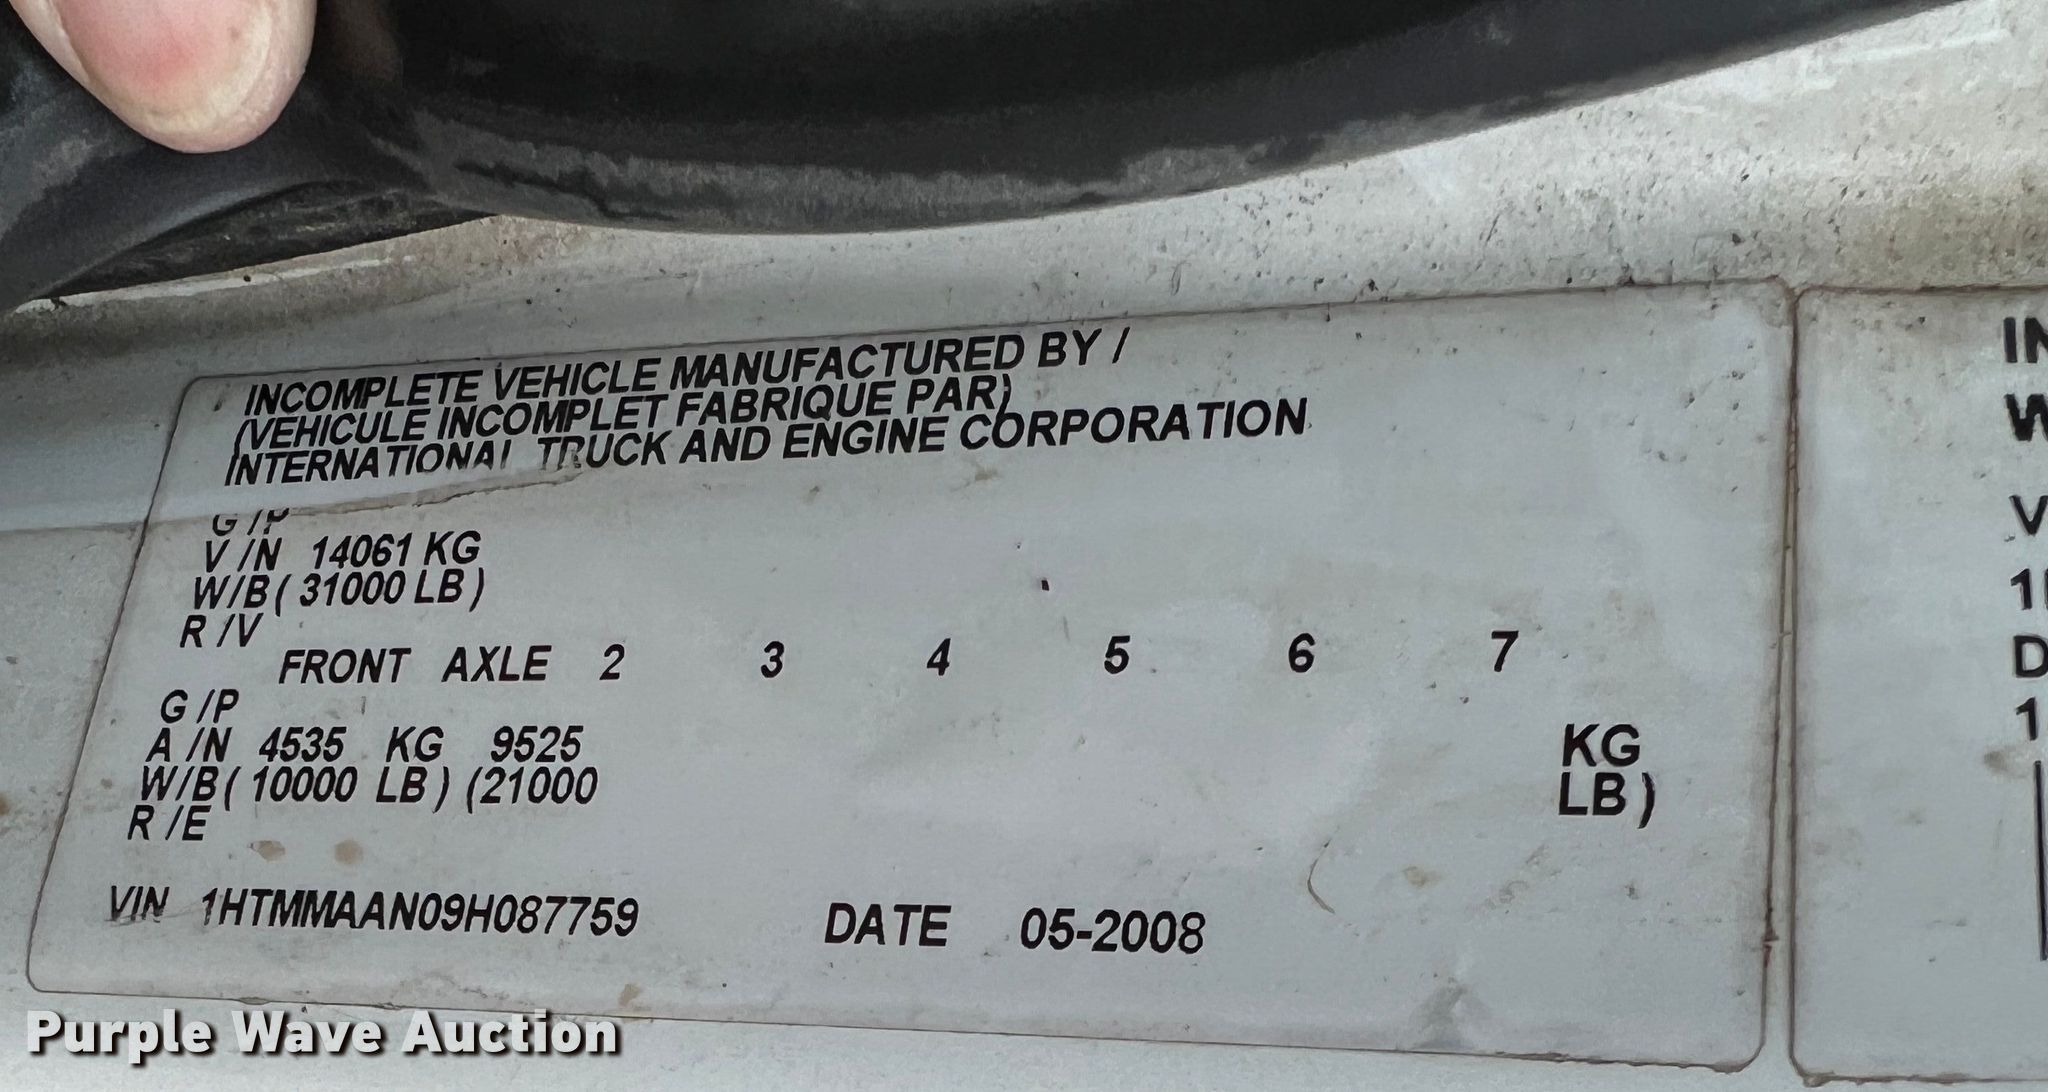 INCOMPLETE VEHICLE MANUFACTURED BY /
(VEHICULE INCOMPLET FABRIQUE PAR)
INTERNATIONAL TRUCK AND ENGINE CORPORATION
G /P
V /N 14061 KG
W/B ( 31000 LB )
R /V
FRONT AXLE 2 3 4 5 6 7
G /P
A /N 4535 KG 9525 KG
W/B ( 10000 LB ) (21000 LB )
R /E
VIN 1HTMMAAN09H087759 DATE 05-2008
Purple Wave Auction